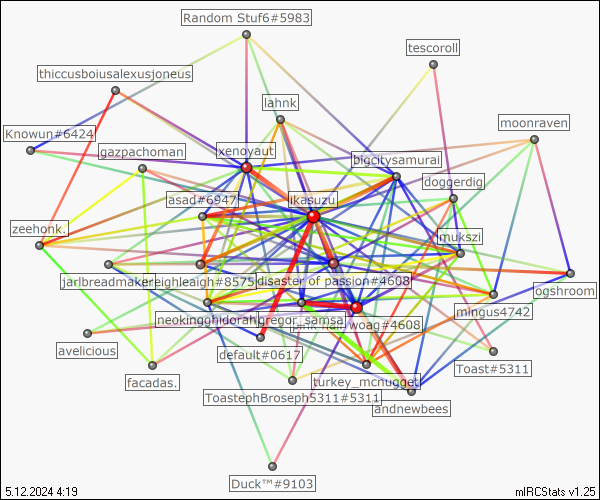 Random Stuf6#5983
tescoroll
thiccusboiusalexusjoneus
lahnk
moonraven
Knowun#6424
gazpachoman
xenoyaut
bigcitysamurai
doggerdig
asad#6947
ikasuzu
zeehonk.
mukszi
jarlbreadmaker
ereighleaigh#8575
disaster of passion#4608
ogshroom
mingus4742
neokingghidorah
gregor_samsa
woag#4608
avelicious
default#0617
Toast#5311
facadas.
turkey_mcnugget
ToastephBroseph5311#5311
andnewbees
Duck™#9103
5.12.2024 4:19
mIRCStats v1.25